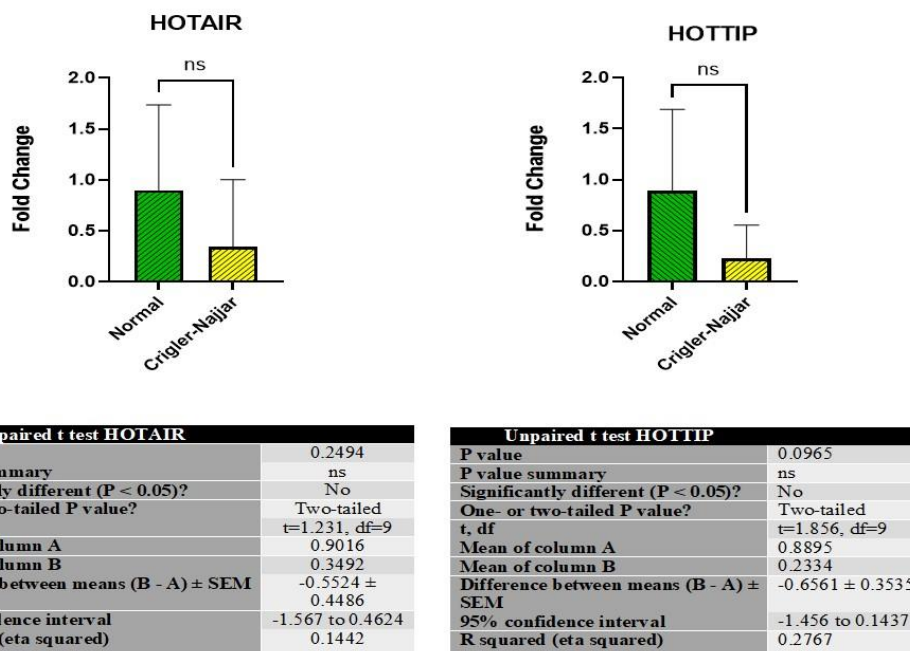 HOTAIR
ns
2.0
1.5
1.0
0.5
0.0
Fold Change
Normal
Crigler-Najjar
HOTTIP
ns
2.0
1.5
1.0
0.5
0.0
Fold Change
Normal
Crigler-Najjar
paired t test HOTAIR
0.2494
mmary ns
ly different (P < 0.05)? No
o-tailed P value? Two-tailed
t=1.231, df=9
lumn A 0.9016
lumn B 0.3492
between means (B - A) ± SEM -0.5524 ±
0.4486
lence interval -1.567 to 0.4624
(eta squared) 0.1442
Unpaired t test HOTTIP
P value 0.0965
P value summary ns
Significantly different (P < 0.05)? No
One- or two-tailed P value? Two-tailed
t, df t=1.856, df=9
Mean of column A 0.8895
Mean of column B 0.2334
Difference between means (B - A) ± -0.6561 ± 0.3535
SEM
95% confidence interval -1.456 to 0.1437
R squared (eta squared) 0.2767